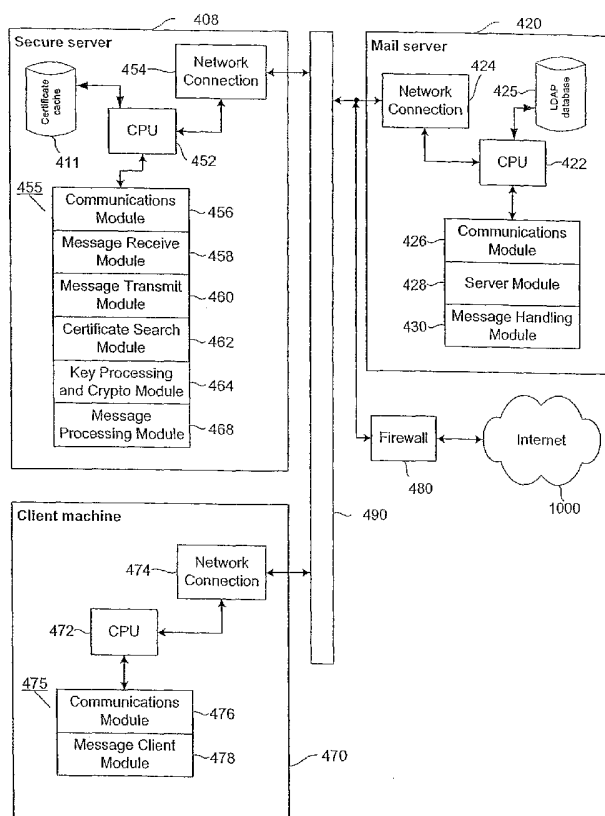 408
Secure server
454
Network
Connection
Certificate
cache
411
CPU
452
455
Communications
Module
456
Message Receive
Module
458
Message Transmit
Module
460
Certificate Search
Module
462
Key Processing
and Crypto Module
464
Message
Processing Module
468
420
Mail server
424
Network
Connection
425
LDAP
database
CPU
422
426
Communications
Module
428
Server Module
430
Message Handling
Module
Firewall
480
Internet
1000
490
Client machine
474
Network
Connection
472
CPU
475
Communications
Module
476
Message Client
Module
478
470